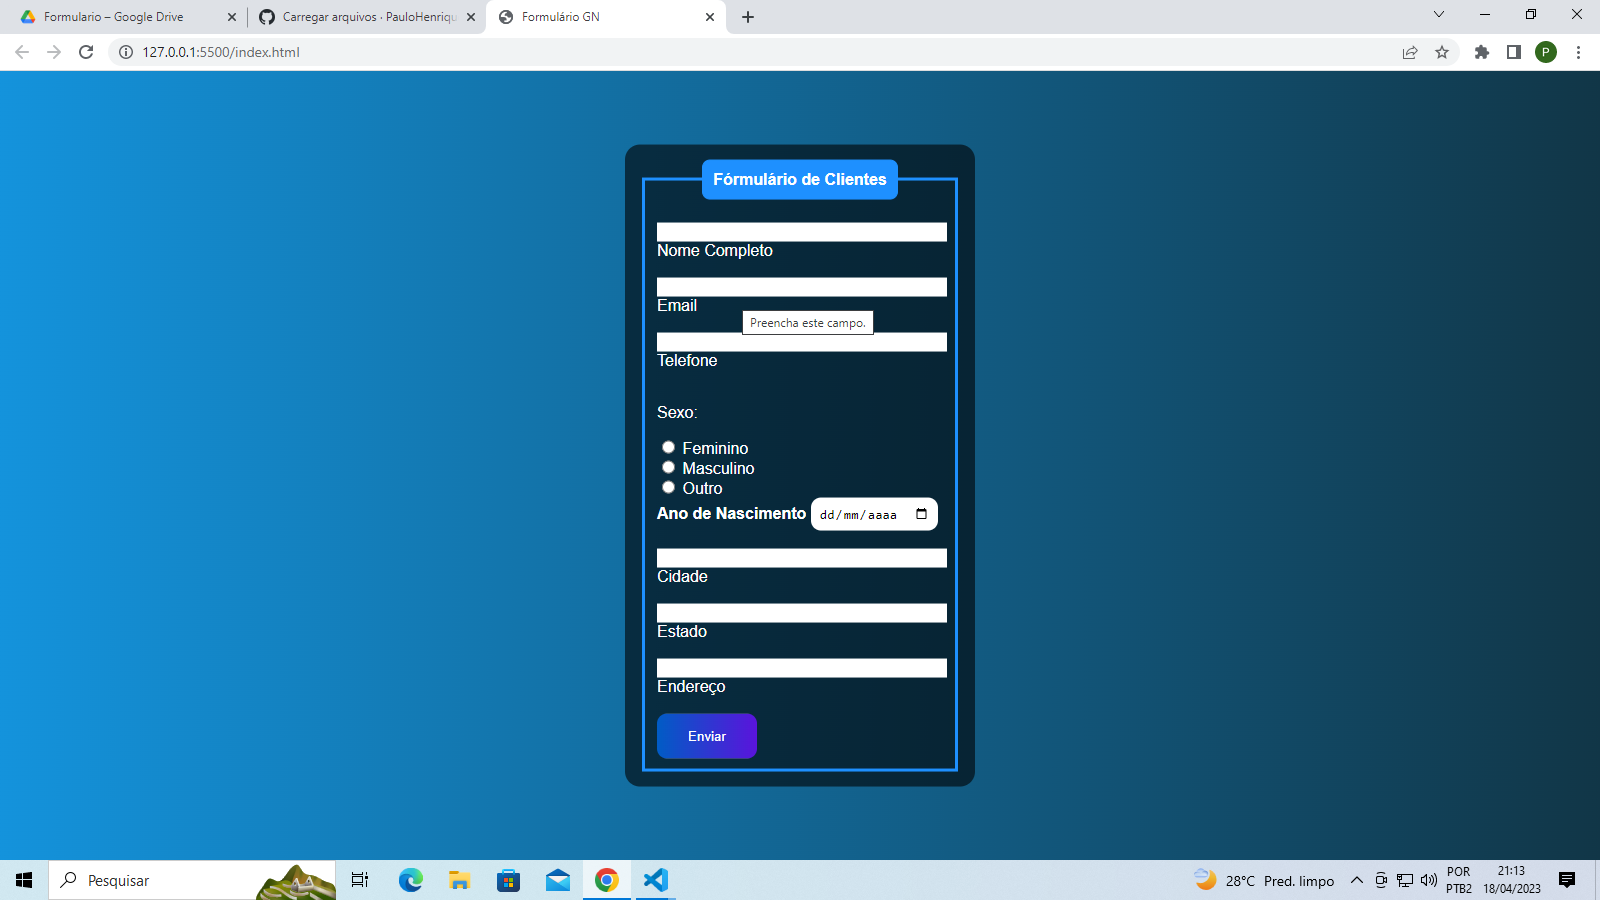 Formulario – Google Drive
Carregar arquivos · PauloHenriqu
Formulário GN
127.0.0.1:5500/index.html
P
Fórmulário de Clientes
Nome Completo
Email
Preencha este campo.
Telefone
Sexo:
Feminino
Masculino
Outro
Ano de Nascimento dd/mm/aaaa
Cidade
Estado
Endereço
Enviar
Pesquisar
28°C Pred. limpo
POR
PTB2
21:13
18/04/2023